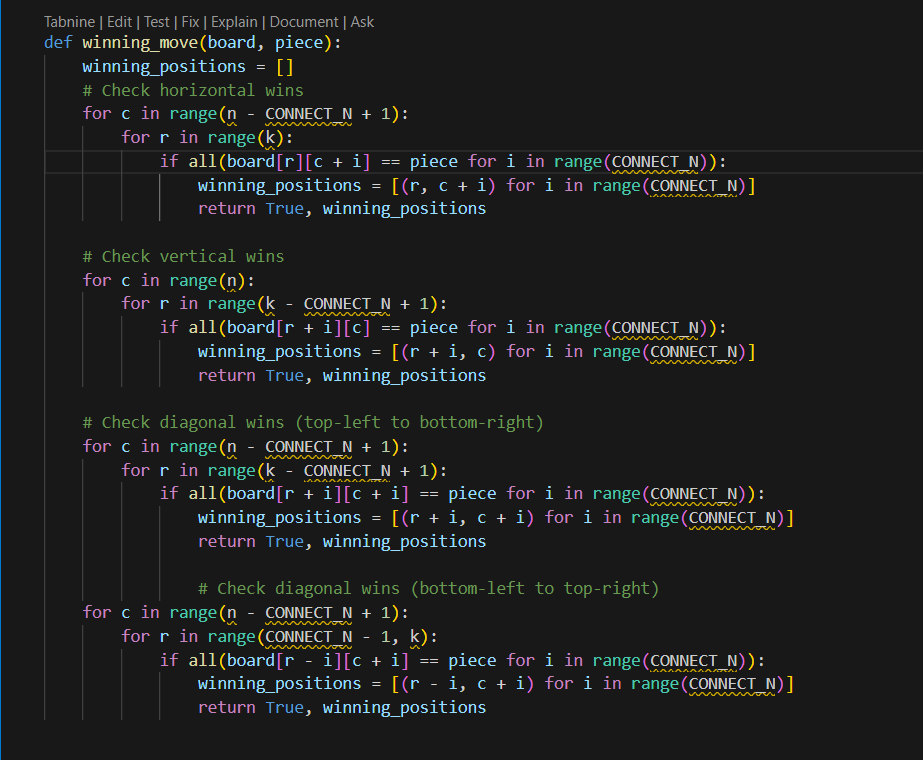 Tabnine | Edit | Test | Fix | Explain | Document | Ask
def winning_move(board, piece):
    winning_positions = []
    # Check horizontal wins
    for c in range(n - CONNECT_N + 1):
        for r in range(k):
            if all(board[r][c + i] == piece for i in range(CONNECT_N)):
                winning_positions = [(r, c + i) for i in range(CONNECT_N)]
                return True, winning_positions

    # Check vertical wins
    for c in range(n):
        for r in range(k - CONNECT_N + 1):
            if all(board[r + i][c] == piece for i in range(CONNECT_N)):
                winning_positions = [(r + i, c) for i in range(CONNECT_N)]
                return True, winning_positions

    # Check diagonal wins (top-left to bottom-right)
    for c in range(n - CONNECT_N + 1):
        for r in range(k - CONNECT_N + 1):
            if all(board[r + i][c + i] == piece for i in range(CONNECT_N)):
                winning_positions = [(r + i, c + i) for i in range(CONNECT_N)]
                return True, winning_positions

                # Check diagonal wins (bottom-left to top-right)
    for c in range(n - CONNECT_N + 1):
        for r in range(CONNECT_N - 1, k):
            if all(board[r - i][c + i] == piece for i in range(CONNECT_N)):
                winning_positions = [(r - i, c + i) for i in range(CONNECT_N)]
                return True, winning_positions